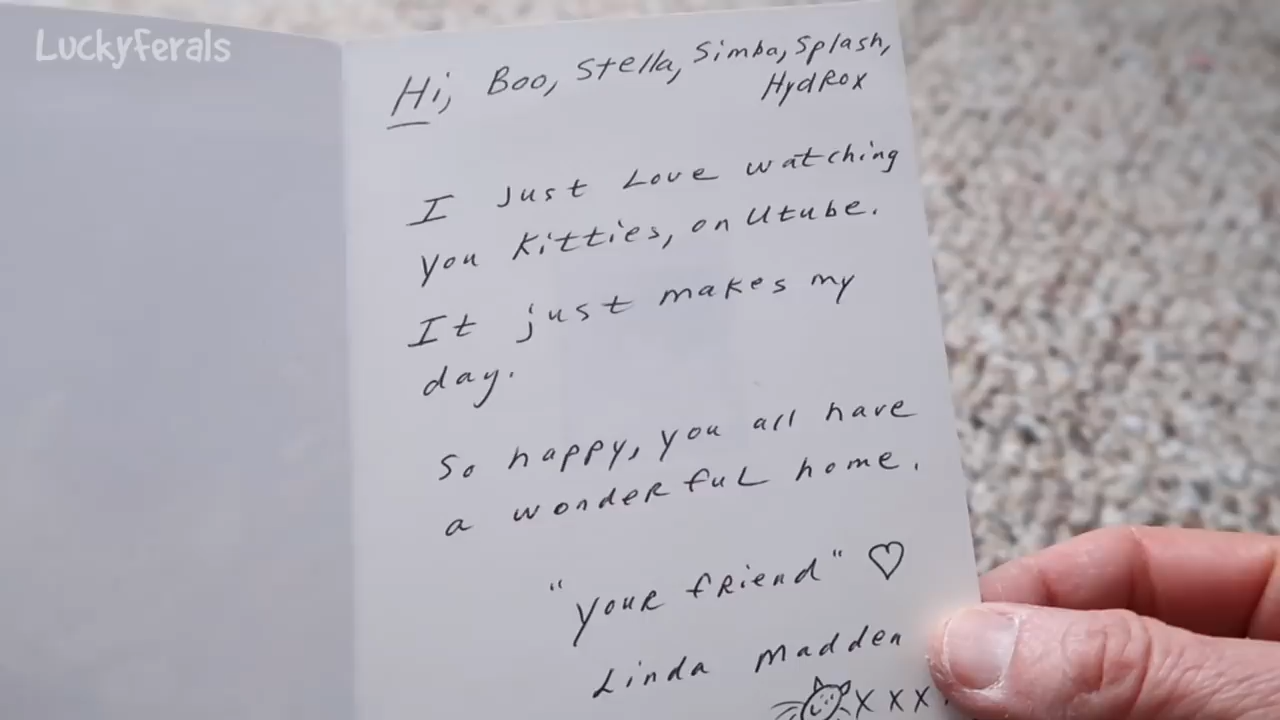 LuckyFerals
Hi, Boo, Stella, Simba, Splash,
HydRox
I just Love watching
you Kitties, on Utube.
It just makes my
day.
So happy, you all have
a wonderful home.
"your friend" ♡
Linda Madden
XXX